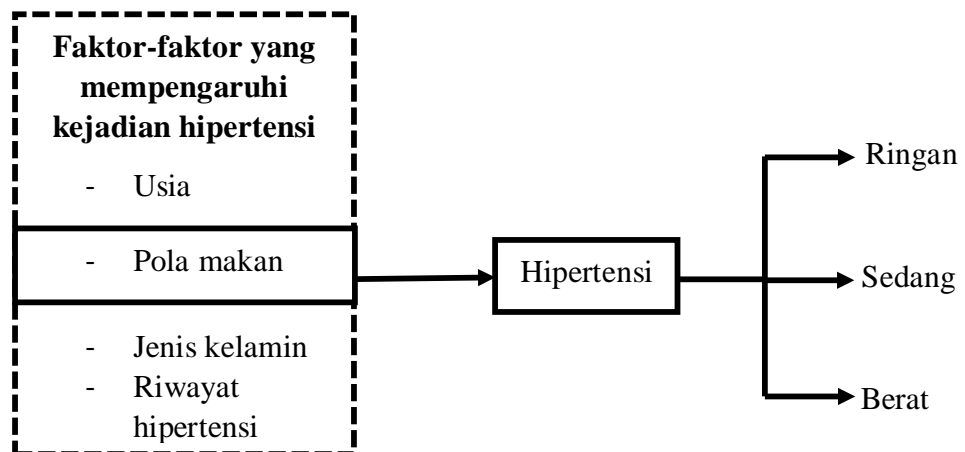 Faktor-faktor yang
mempengaruhi
kejadian hipertensi
- Usia
- Pola makan
- Jenis kelamin
- Riwayat
hipertensi
Hipertensi
Ringan
Sedang
Berat